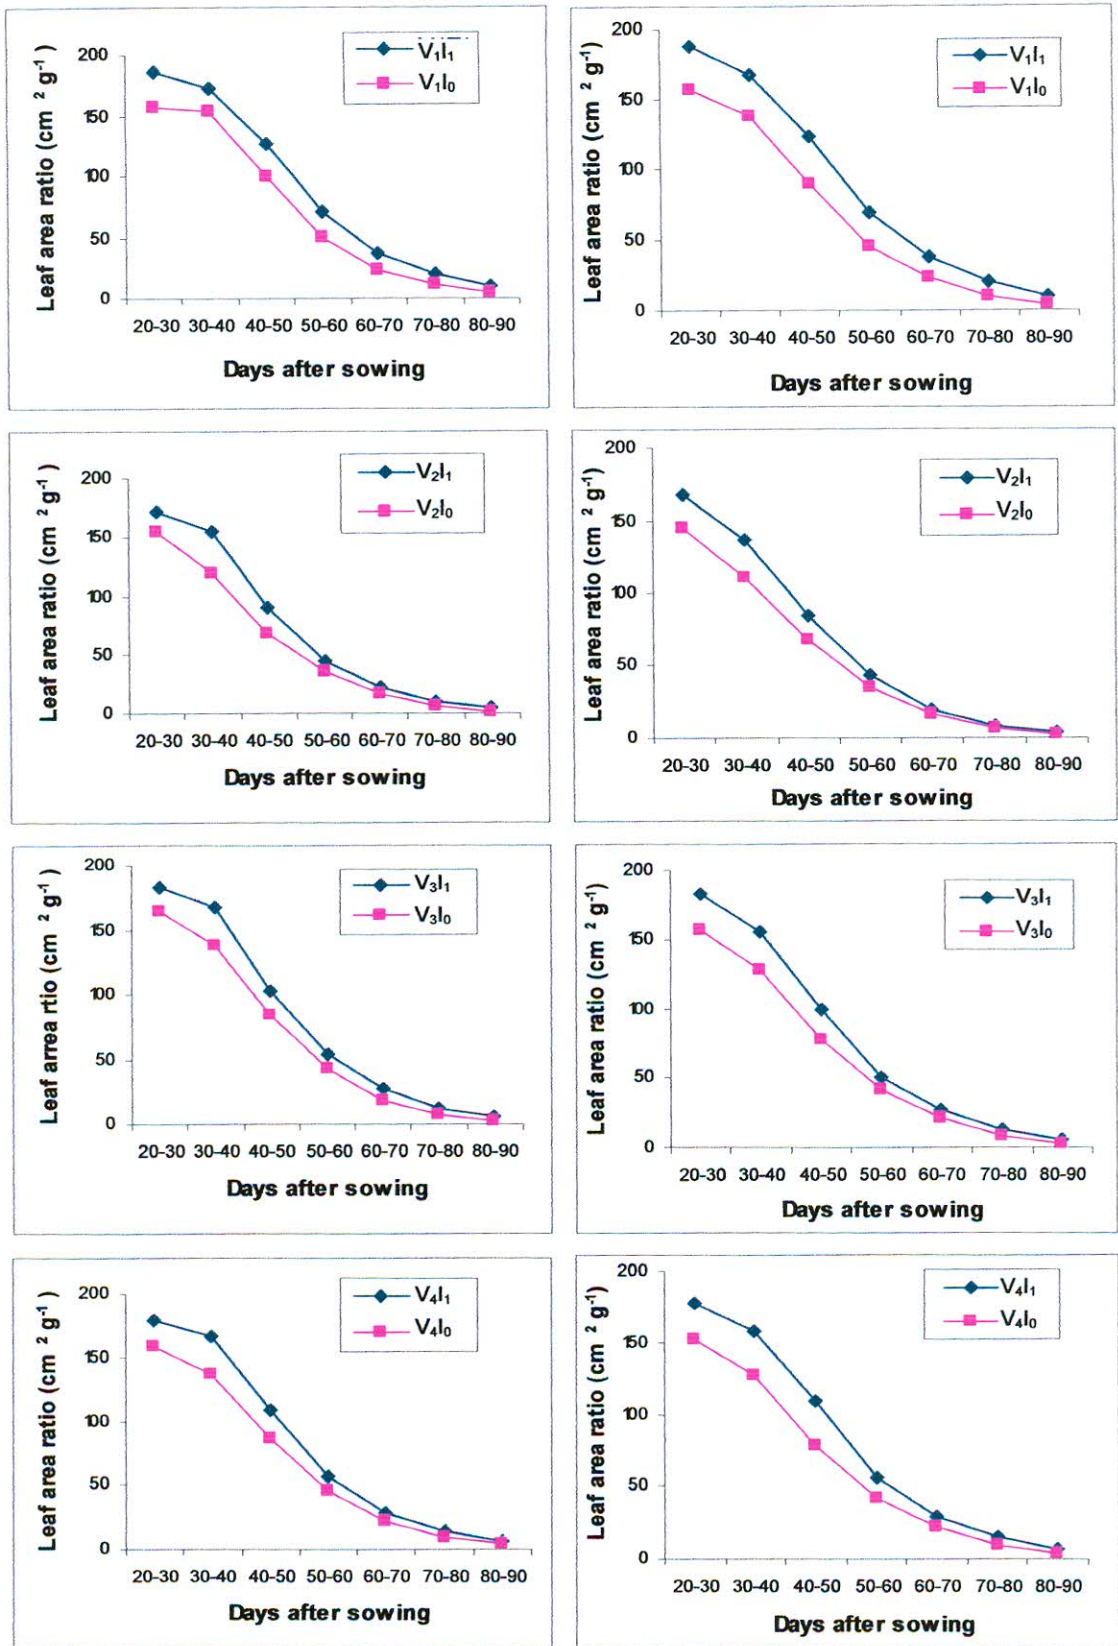 Leaf area ratio (cm ² g⁻¹ )
200
150
100
50
0
V₁I₁
V₁I₀
20-30 30-40 40-50 50-60 60-70 70-80 80-90
Days after sowing
Leaf area ratio (cm ² g⁻¹)
200
150
100
50
0
V₁I₁
V₁I₀
20-30 30-40 40-50 50-60 60-70 70-80 80-90
Days after sowing
Leaf area ratio (cm ² g⁻¹ )
200
150
100
50
0
V₂I₁
V₂I₀
20-30 30-40 40-50 50-60 60-70 70-80 80-90
Days after sowing
Leaf area ratio (cm ² g⁻¹)
200
150
100
50
0
V₂I₁
V₂I₀
20-30 30-40 40-50 50-60 60-70 70-80 80-90
Days after sowing
Leaf arrea rtio (cm ² g⁻¹ )
200
150
100
50
0
V₃I₁
V₃I₀
20-30 30-40 40-50 50-60 60-70 70-80 80-90
Days after sowing
Leaf area ratio (cm ² g⁻¹)
200
150
100
50
0
V₃I₁
V₃I₀
20-30 30-40 40-50 50-60 60-70 70-80 80-90
Days after sowing
Leaf area ratio (cm ² g⁻¹)
200
150
100
50
0
V₄I₁
V₄I₀
20-30 30-40 40-50 50-60 60-70 70-80 80-90
Days after sowing
Leaf area ratio (cm ² g⁻¹)
200
150
100
50
0
V₄I₁
V₄I₀
20-30 30-40 40-50 50-60 60-70 70-80 80-90
Days after sowing